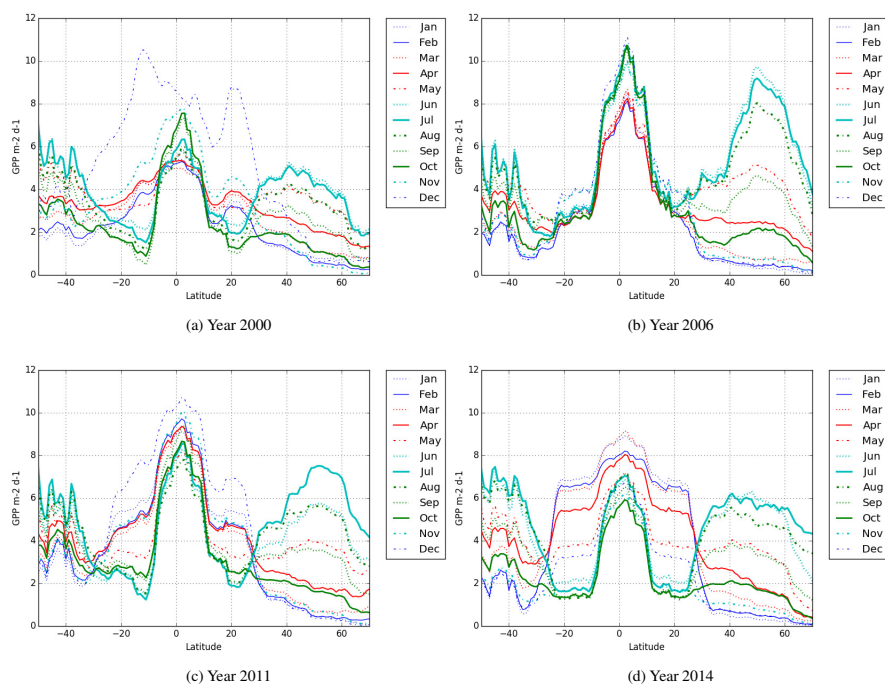 12
10
8
6
4
2
0
GPP m-2 d-1
−40 −20 0 20 40 60
Latitude
Jan
Feb
Mar
Apr
May
Jun
Jul
Aug
Sep
Oct
Nov
Dec
(a) Year 2000
12
10
8
6
4
2
0
GPP m-2 d-1
−40 −20 0 20 40 60
Latitude
Jan
Feb
Mar
Apr
May
Jun
Jul
Aug
Sep
Oct
Nov
Dec
(b) Year 2006
12
10
8
6
4
2
0
GPP m-2 d-1
−40 −20 0 20 40 60
Latitude
Jan
Feb
Mar
Apr
May
Jun
Jul
Aug
Sep
Oct
Nov
Dec
(c) Year 2011
12
10
8
6
4
2
0
GPP m-2 d-1
−40 −20 0 20 40 60
Latitude
Jan
Feb
Mar
Apr
May
Jun
Jul
Aug
Sep
Oct
Nov
Dec
(d) Year 2014